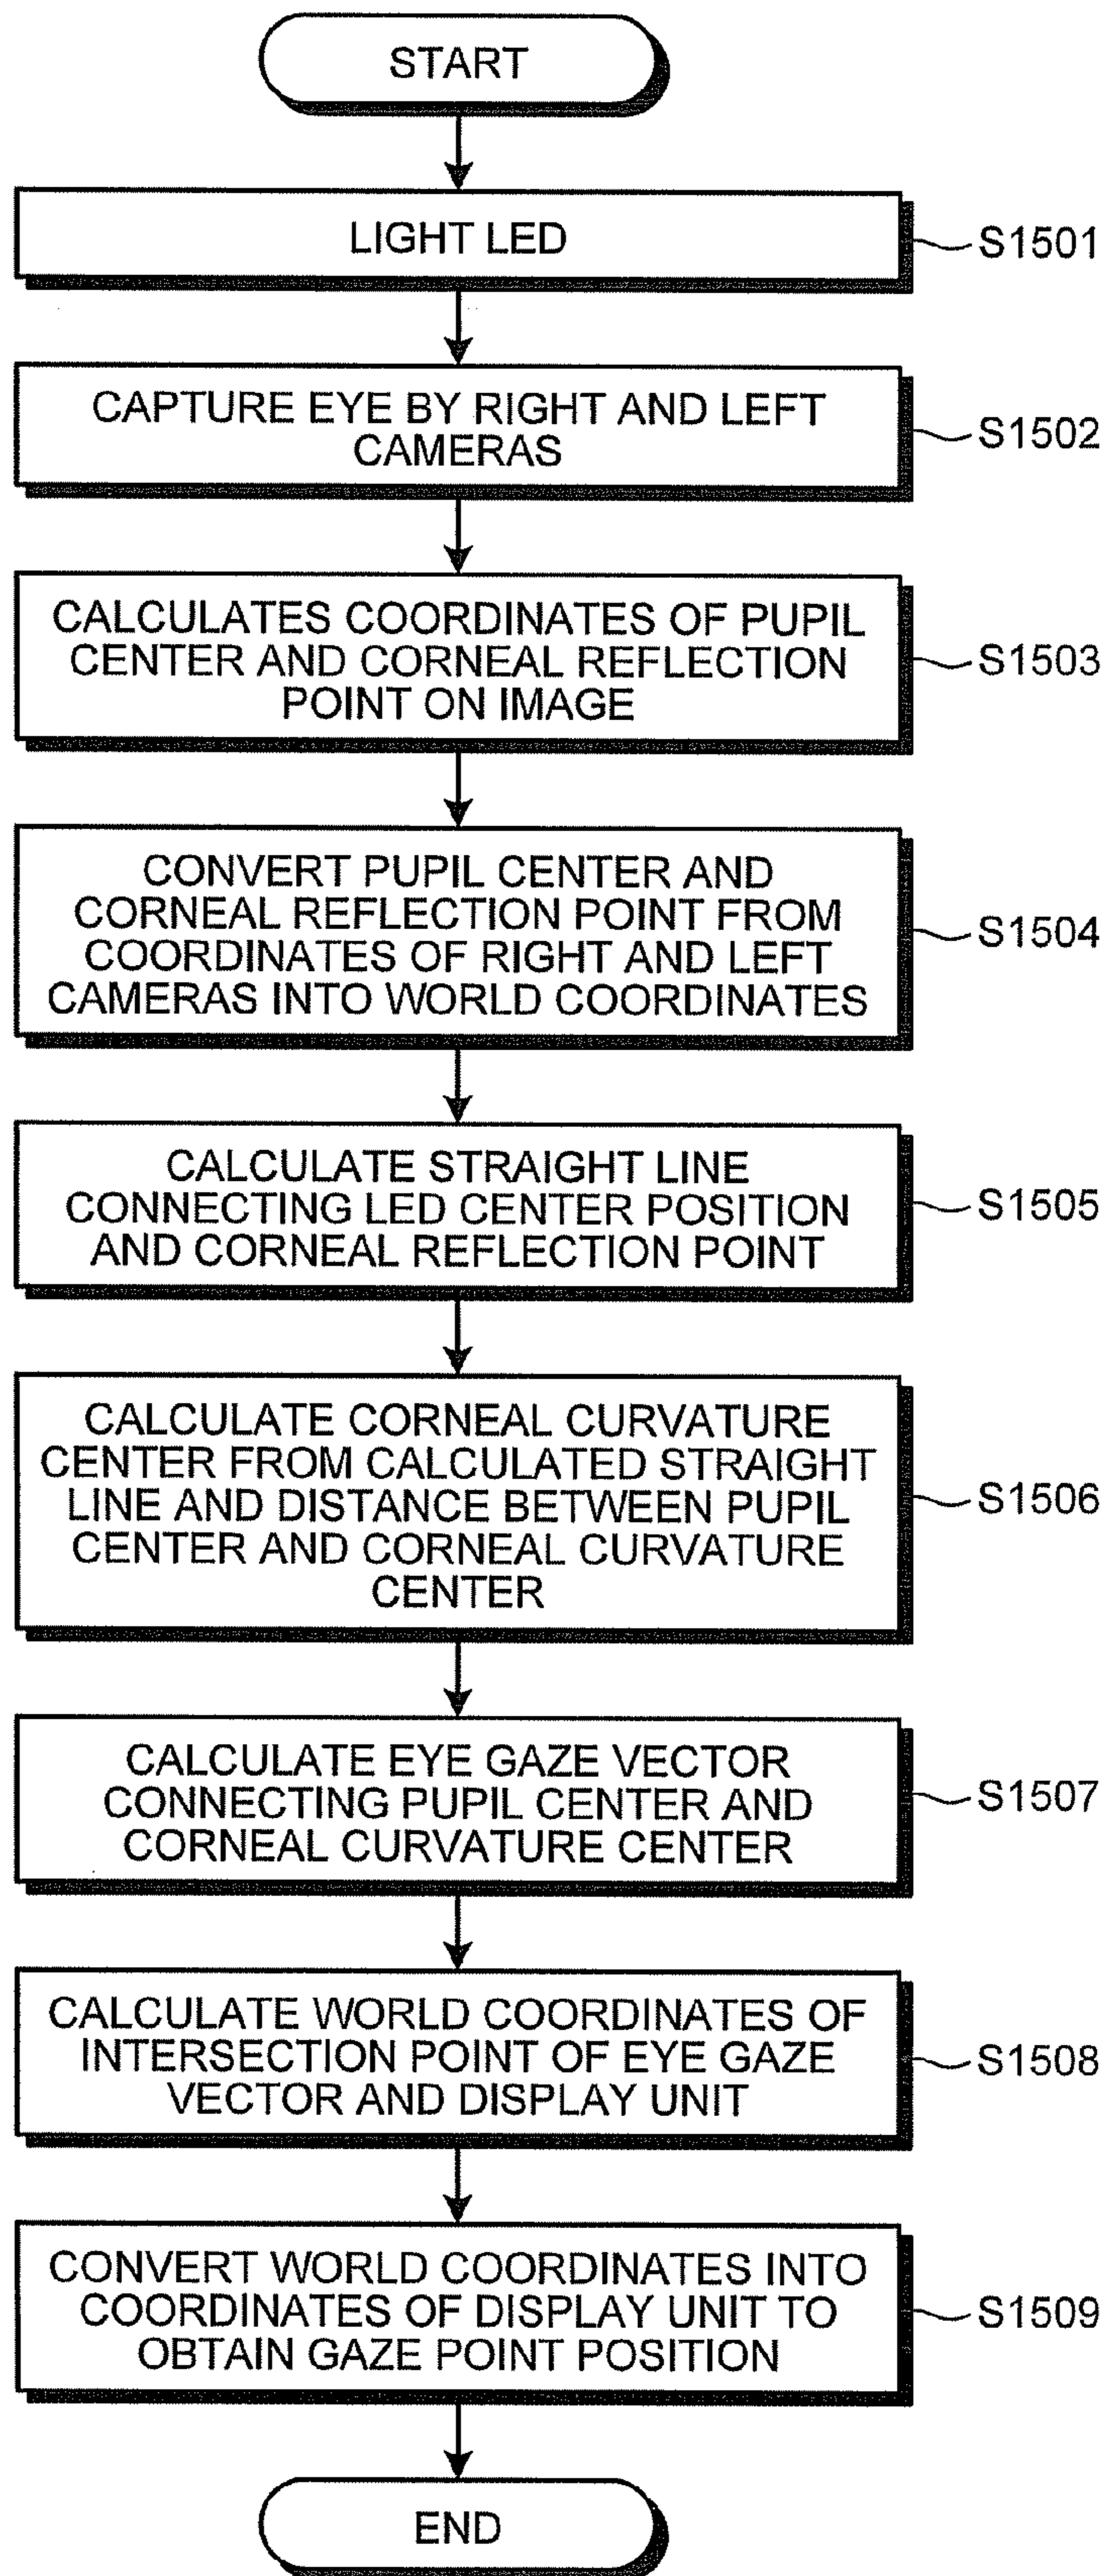 START
LIGHT LED
S1501
CAPTURE EYE BY RIGHT AND LEFT
CAMERAS
S1502
CALCULATES COORDINATES OF PUPIL
CENTER AND CORNEAL REFLECTION
POINT ON IMAGE
S1503
CONVERT PUPIL CENTER AND
CORNEAL REFLECTION POINT FROM
COORDINATES OF RIGHT AND LEFT
CAMERAS INTO WORLD COORDINATES
S1504
CALCULATE STRAIGHT LINE
CONNECTING LED CENTER POSITION
AND CORNEAL REFLECTION POINT
S1505
CALCULATE CORNEAL CURVATURE
CENTER FROM CALCULATED STRAIGHT
LINE AND DISTANCE BETWEEN PUPIL
CENTER AND CORNEAL CURVATURE
CENTER
S1506
CALCULATE EYE GAZE VECTOR
CONNECTING PUPIL CENTER AND
CORNEAL CURVATURE CENTER
S1507
CALCULATE WORLD COORDINATES OF
INTERSECTION POINT OF EYE GAZE
VECTOR AND DISPLAY UNIT
S1508
CONVERT WORLD COORDINATES INTO
COORDINATES OF DISPLAY UNIT TO
OBTAIN GAZE POINT POSITION
S1509
END